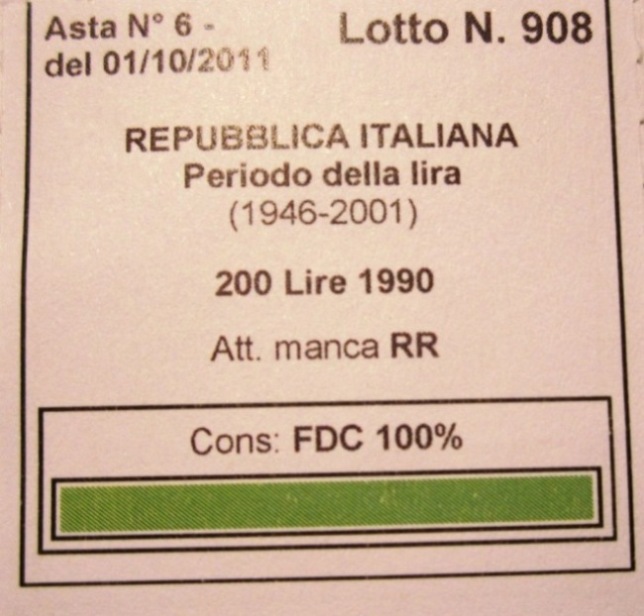 Asta N° 6 -
del 01/10/2011
Lotto N. 908
REPUBBLICA ITALIANA
Periodo della lira
(1946-2001)
200 Lire 1990
Att. manca RR
Cons: FDC 100%